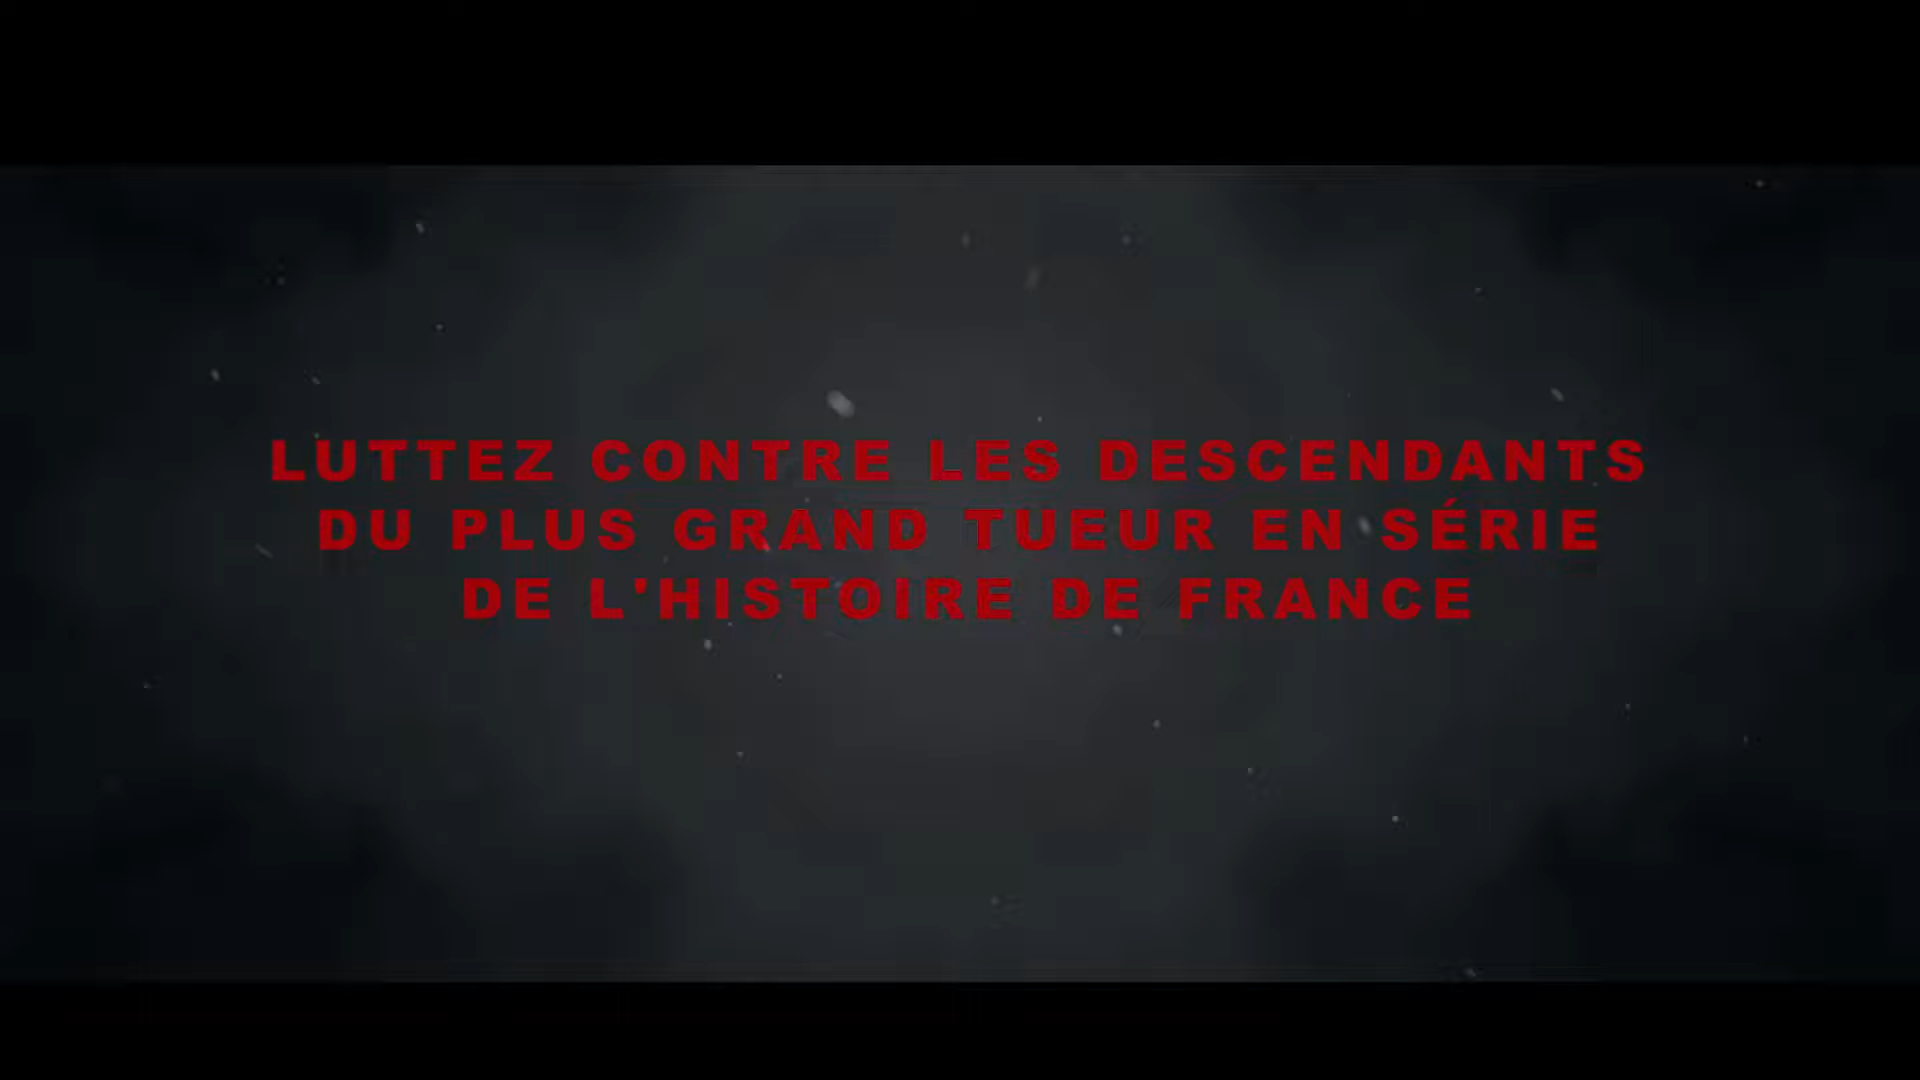 LUTTEZ CONTRE LES DESCENDANTS
DU PLUS GRAND TUEUR EN SÉRIE
DE L'HISTOIRE DE FRANCE